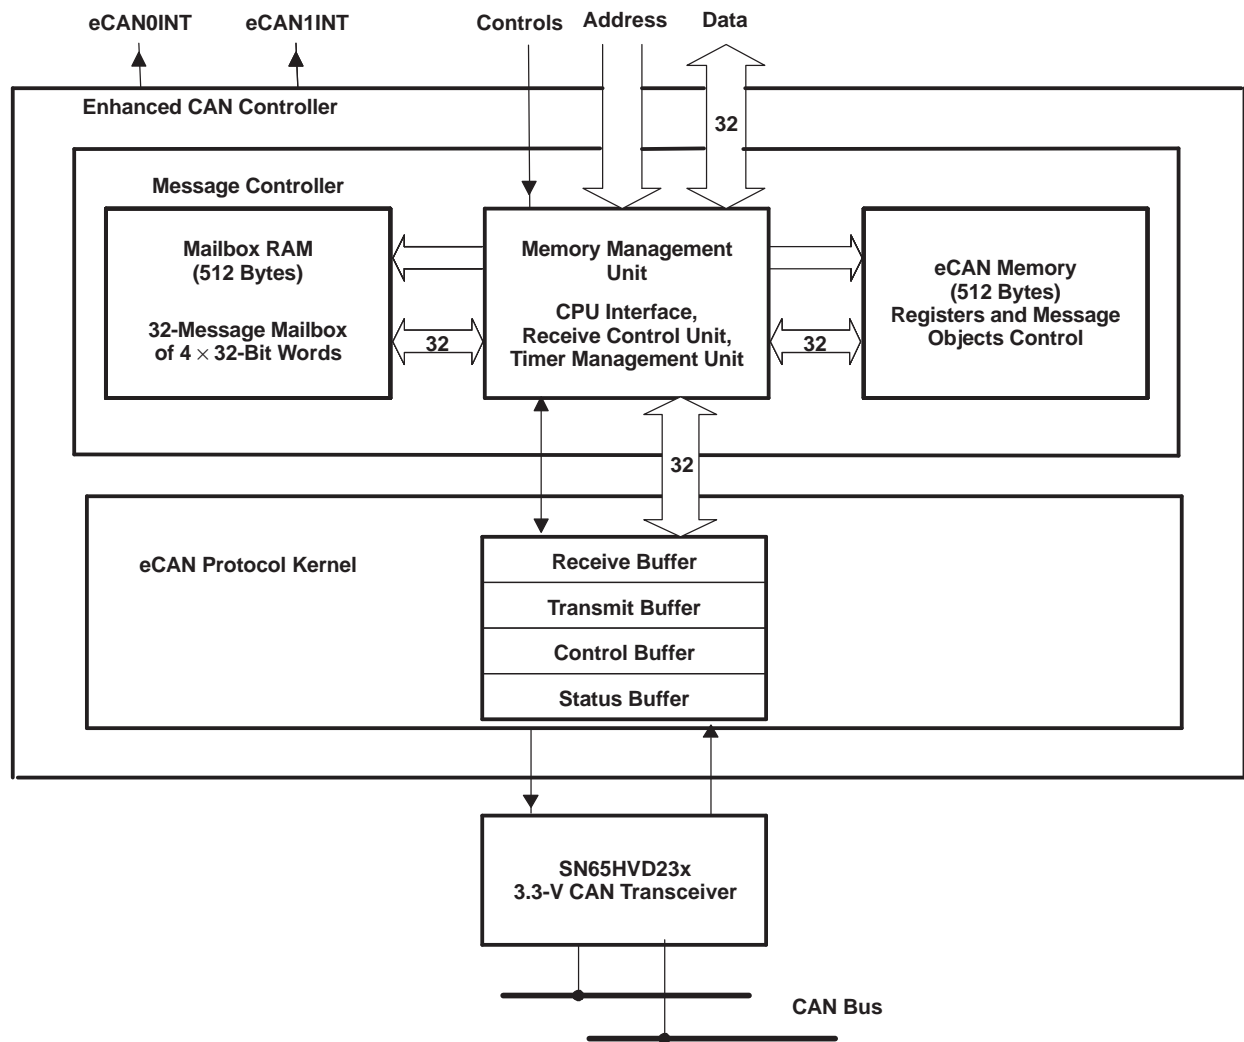 eCAN0INT
eCAN1INT
Controls
Address
Data
Enhanced CAN Controller
32
Message Controller
Mailbox RAM
(512 Bytes)
32-Message Mailbox
of 4 × 32-Bit Words
32
Memory Management
Unit
CPU Interface,
Receive Control Unit,
Timer Management Unit
32
eCAN Memory
(512 Bytes)
Registers and Message
Objects Control
32
eCAN Protocol Kernel
Receive Buffer
Transmit Buffer
Control Buffer
Status Buffer
SN65HVD23x
3.3-V CAN Transceiver
CAN Bus